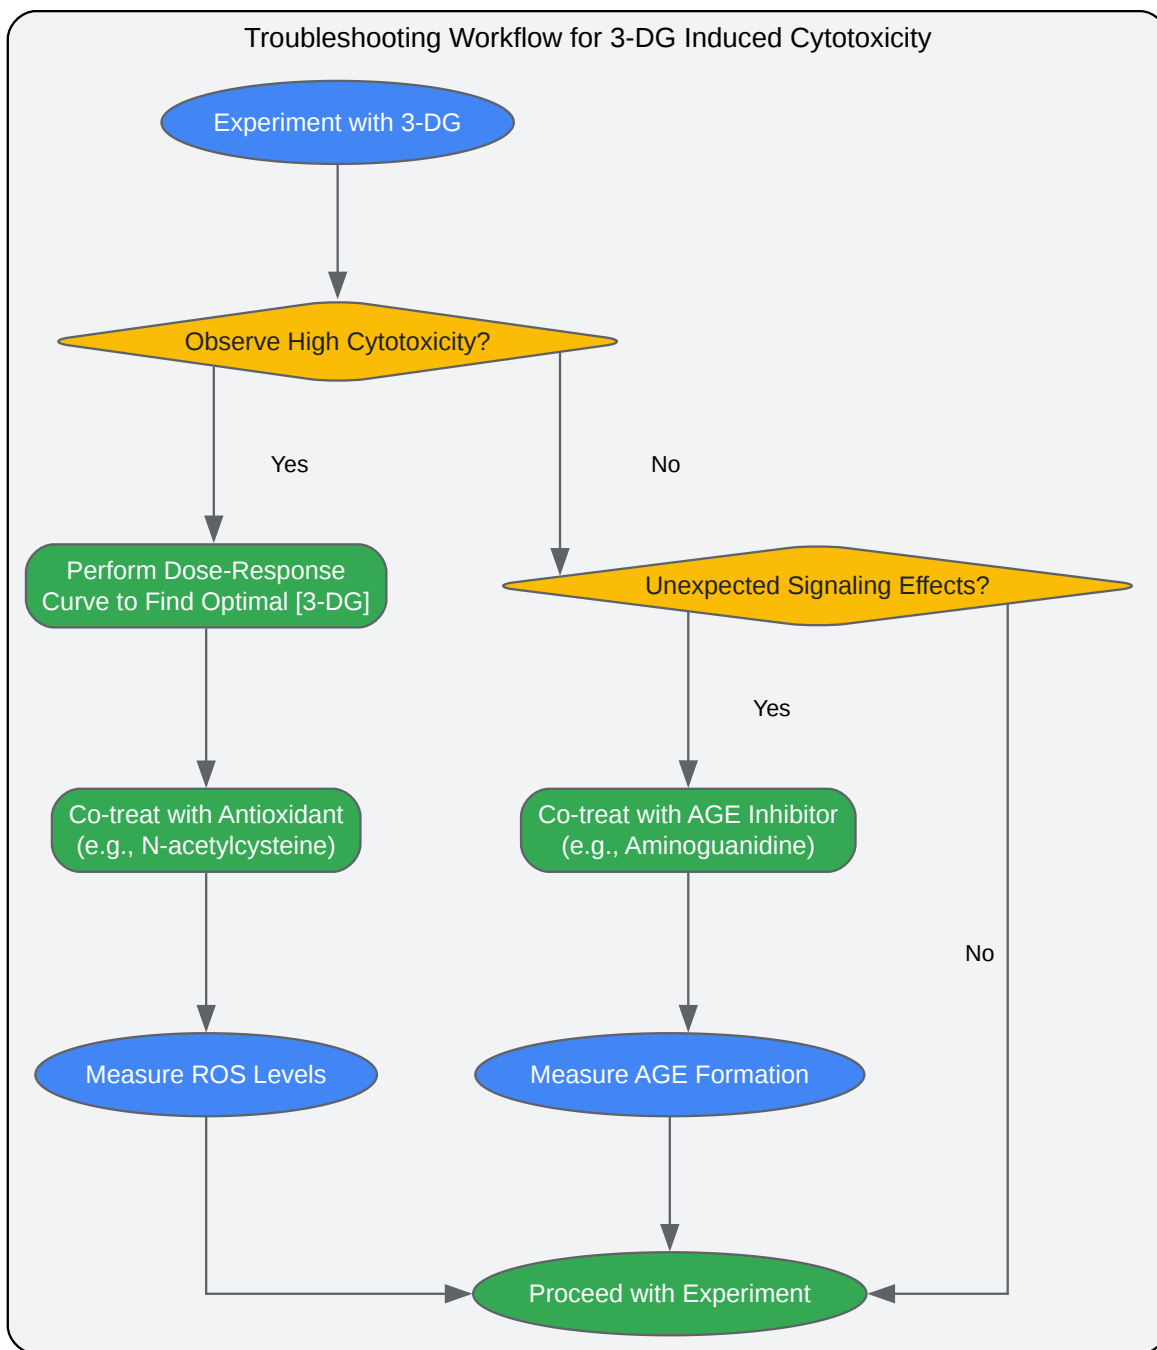 Troubleshooting Workflow for 3-DG Induced Cytotoxicity
Experiment with 3-DG
Observe High Cytotoxicity?
Yes
No
Perform Dose-Response
Curve to Find Optimal [3-DG]
Unexpected Signaling Effects?
Yes
Co-treat with Antioxidant
(e.g., N-acetylcysteine)
Co-treat with AGE Inhibitor
(e.g., Aminoguanidine)
No
Measure ROS Levels
Measure AGE Formation
Proceed with Experiment